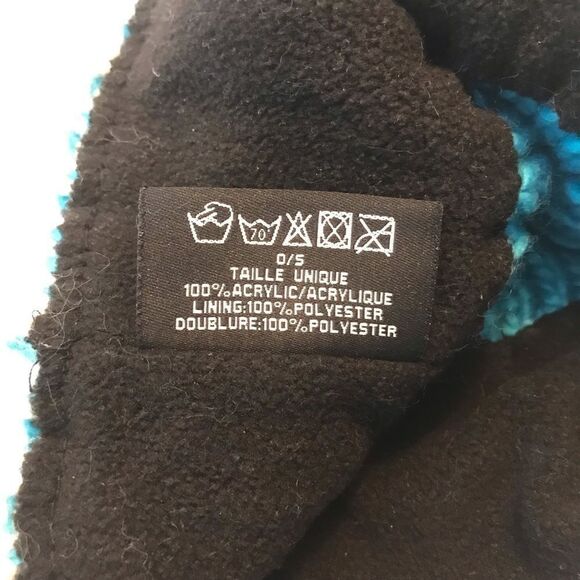 70°
O/S
TAILLE UNIQUE
100%ACRYLIC/ACRYLIQUE
LINING:100%POLYESTER
DOUBLURE:100%POLYESTER